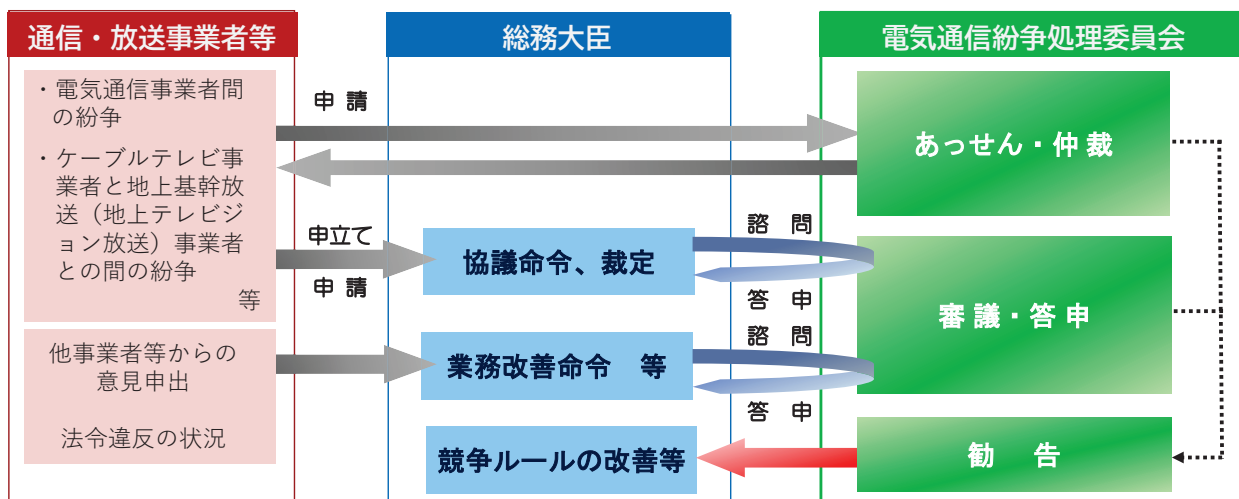 通信・放送事業者等
総務大臣
電気通信紛争処理委員会
・電気通信事業者間
の紛争
・ケーブルテレビ事
業者と地上基幹放
送（地上テレビジ
ョン放送）事業者
との間の紛争
等
他事業者等からの
意見申出
法令違反の状況
申 請
申立て
申 請
協議命令、裁定
業務改善命令　等
競争ルールの改善等
諮 問
答 申
諮 問
答 申
あっせん・仲 裁
審 議・答 申
勧 告